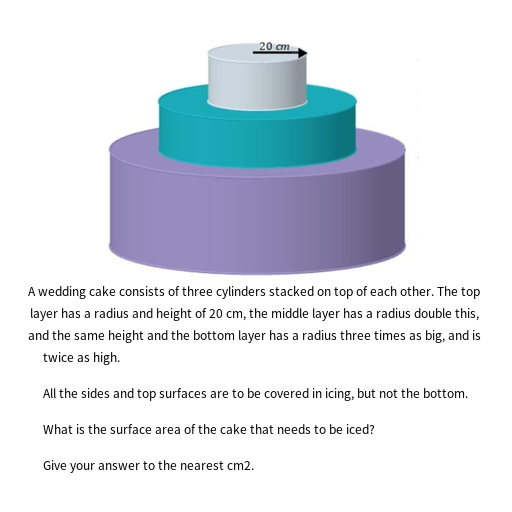 20 cm
A wedding cake consists of three cylinders stacked on top of each other. The top
layer has a radius and height of 20 cm, the middle layer has a radius double this,
and the same height and the bottom layer has a radius three times as big, and is
twice as high.
All the sides and top surfaces are to be covered in icing, but not the bottom.
What is the surface area of the cake that needs to be iced?
Give your answer to the nearest cm2.